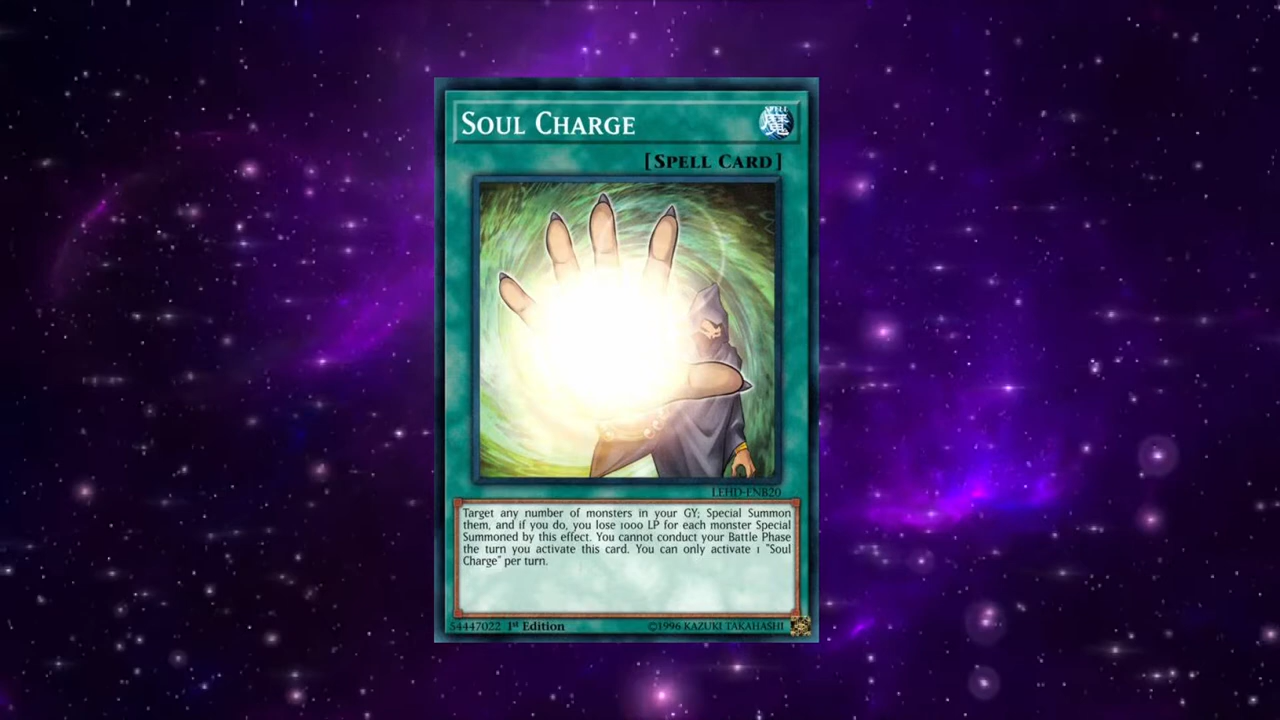 SOUL CHARGE
SPELL
魔
[SPELL CARD]
LEHD-ENB20
Target any number of monsters in your GY; Special Summon
them, and if you do, you lose 1000 LP for each monster Special
Summoned by this effect. You cannot conduct your Battle Phase
the turn you activate this card. You can only activate 1 "Soul
Charge" per turn.
54447022 1st Edition ©1996 KAZUKI TAKAHASHI